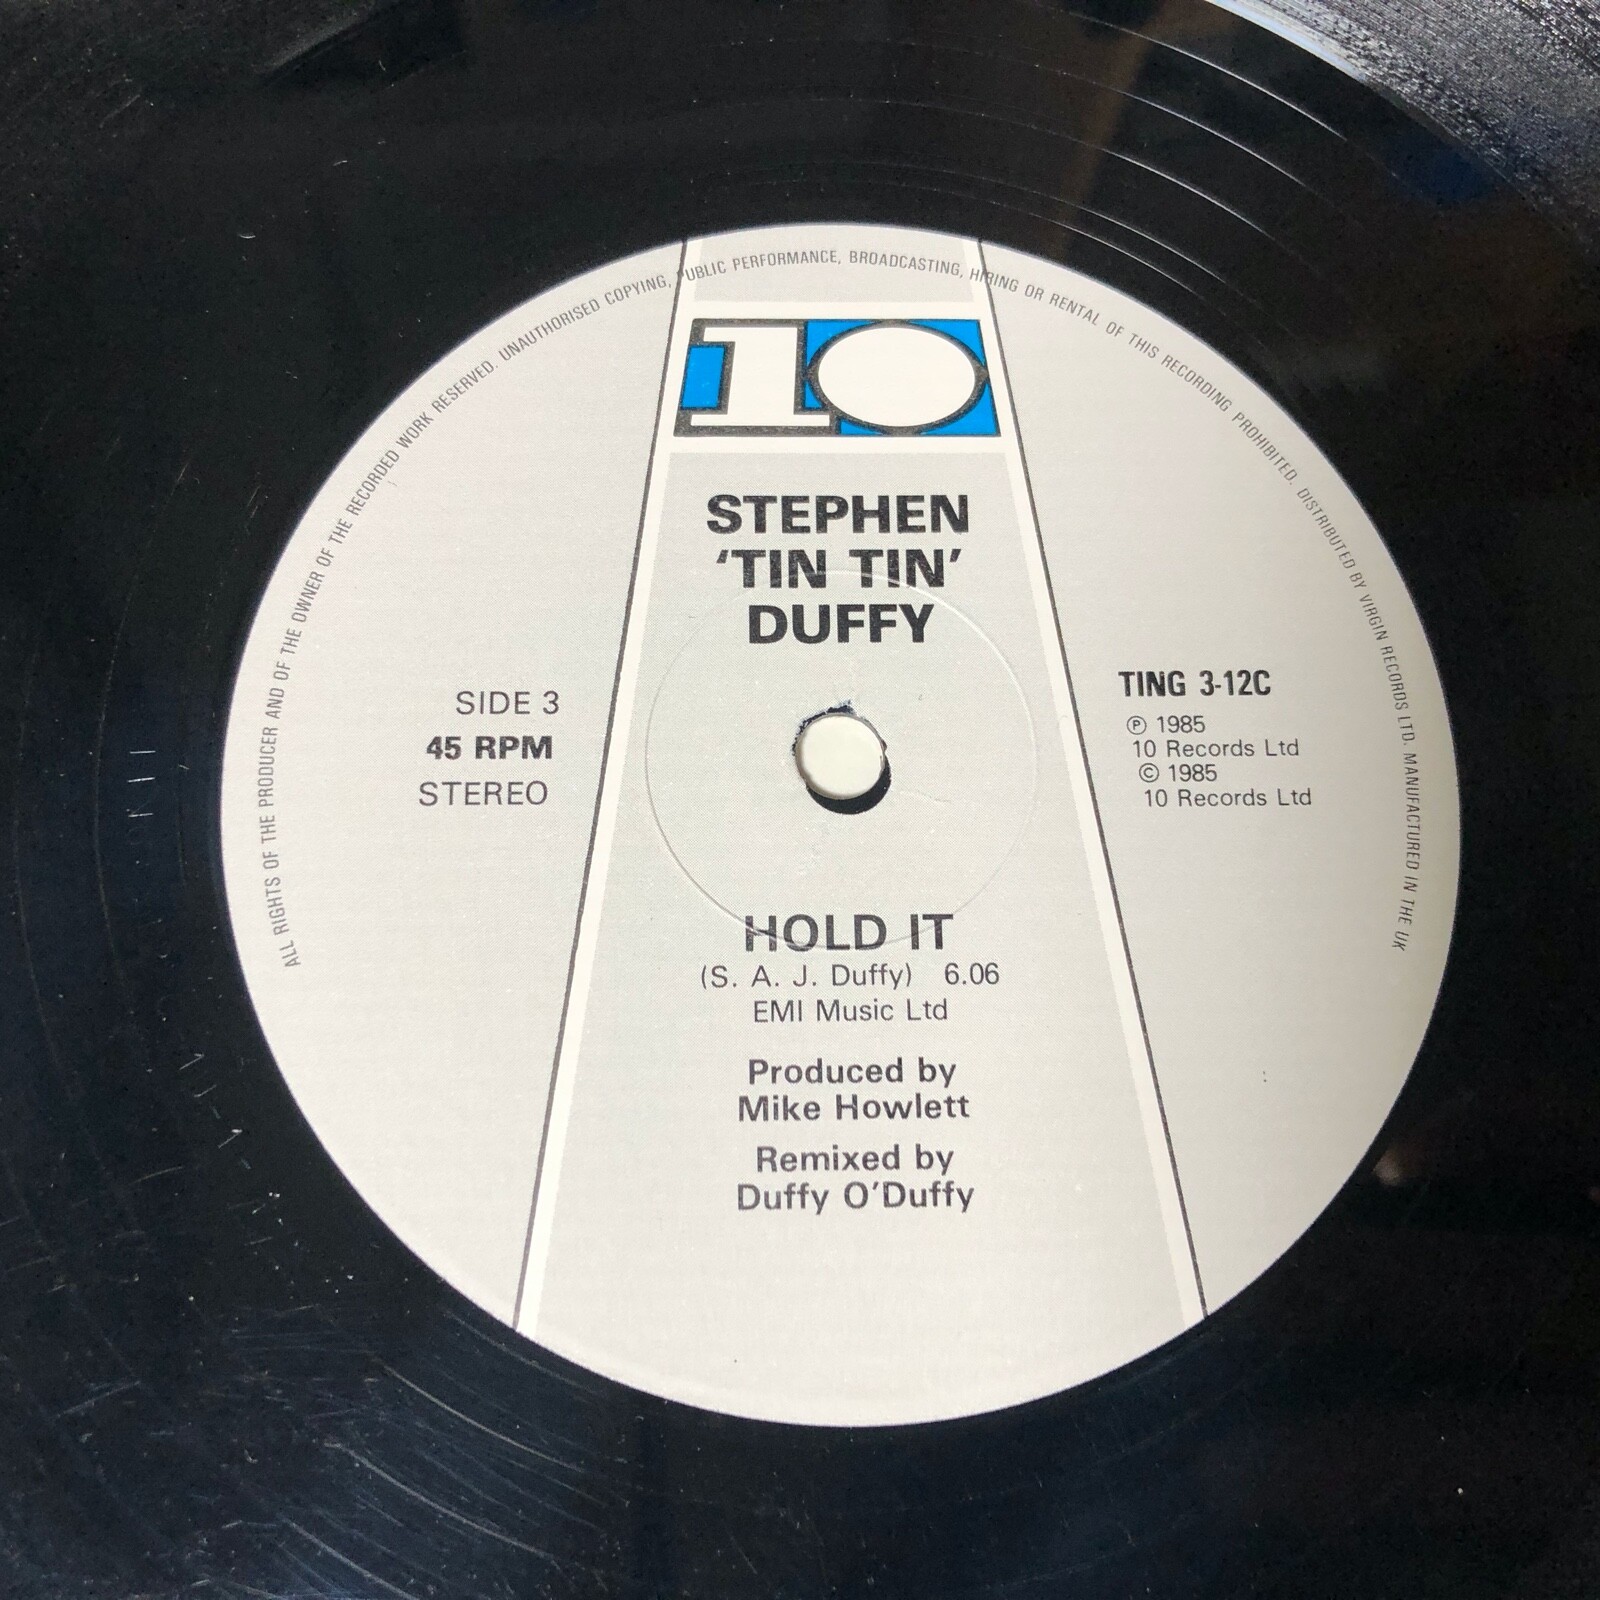 ALL RIGHTS OF THE PRODUCER AND OF THE OWNER OF THE RECORDED WORK RESERVED. UNAUTHORISED COPYING, PUBLIC PERFORMANCE, BROADCASTING, HIRING OR RENTAL OF THIS RECORDING PROHIBITED. DISTRIBUTED BY VIRGIN RECORDS LTD. MANUFACTURED IN THE UK
10
STEPHEN
‘TIN TIN’
DUFFY
SIDE 3
45 RPM
STEREO
TING 3-12C
℗ 1985
10 Records Ltd
© 1985
10 Records Ltd
HOLD IT
(S. A. J. Duffy) 6.06
EMI Music Ltd
Produced by
Mike Howlett
Remixed by
Duffy O’Duffy